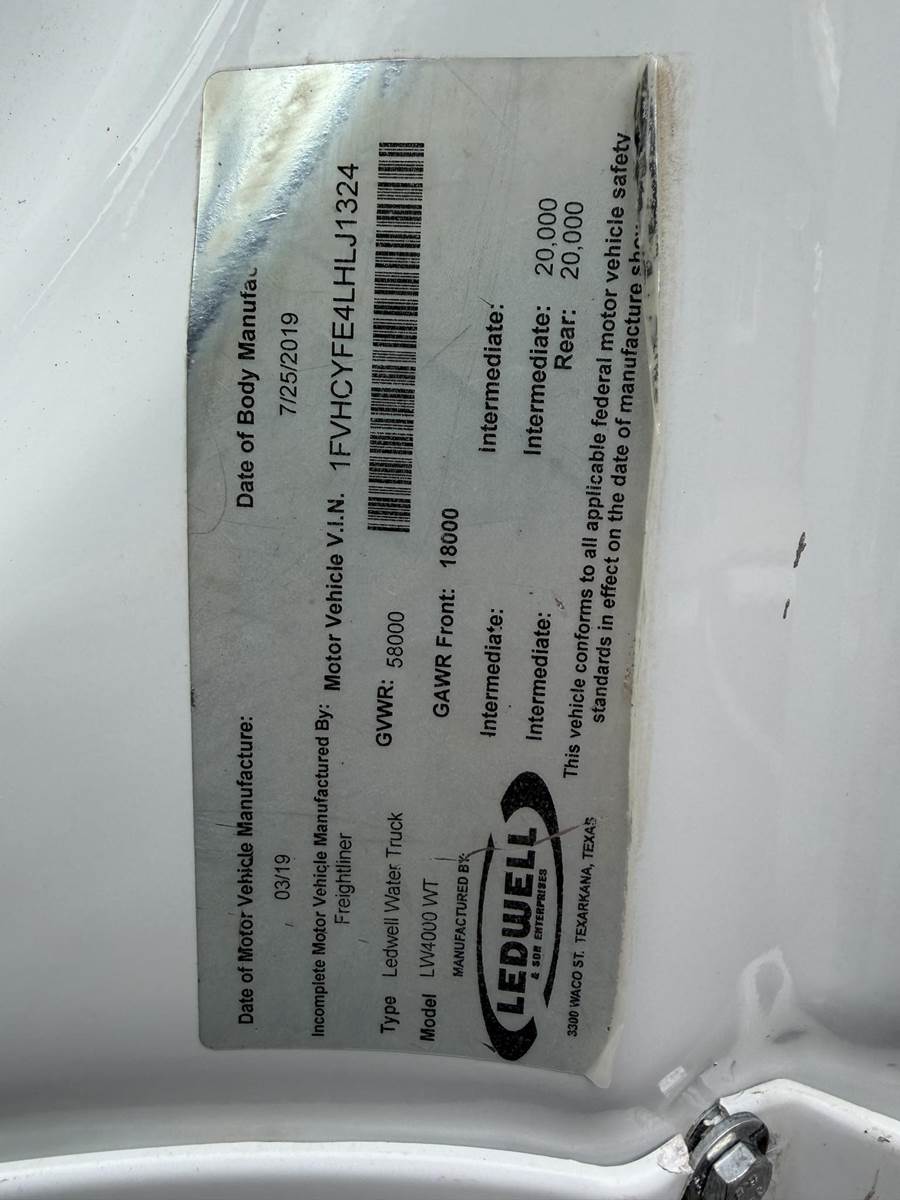 Date of Motor Vehicle Manufacture: Date of Body
03/19 7/25/2019
Incomplete Motor Vehicle Manufactured By: Motor Vehicle V.I.N. 1FVHCYFE4LHLJ1324
Freightliner
Type Ledwell Water Truck GVWR: 58000
Model LW4000 WT GAWR Front: 18000
MANUFACTURED BY:
Intermediate: Intermediate:
LEDWELL
& SON ENTERPRISES
Intermediate: Intermediate: 20,000
Rear: 20,000
3300 WACO ST. TEXARKANA, TEXAS
This vehicle conforms to all applicable federal motor vehicle safety
standards in effect on the date of manufacture